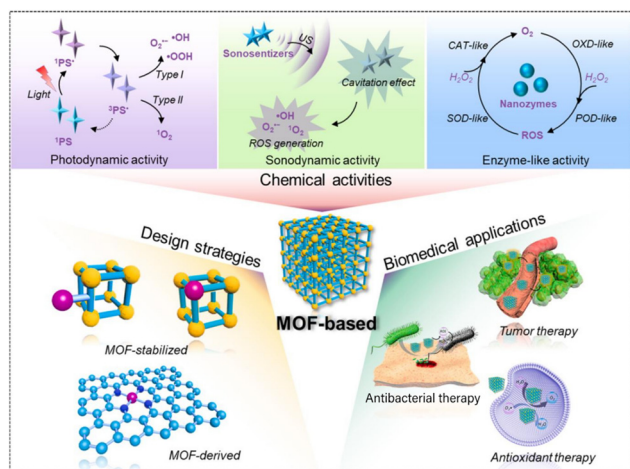 ¹PS*
Light
¹PS
³PS*
Type I
Type II
O₂•⁻ •OH
•OOH
¹O₂
Photodynamic activity
Sonosentizers
US
Cavitation effect
•OH
O₂•⁻ ¹O₂
ROS generation
Sonodynamic activity
O₂
CAT-like
OXD-like
H₂O₂
H₂O₂
Nanozymes
SOD-like
POD-like
ROS
Enzyme-like activity
Chemical activities
Design strategies
Biomedical applications
MOF-based
MOF-stabilized
MOF-derived
Tumor therapy
Antibacterial therapy
Antioxidant therapy